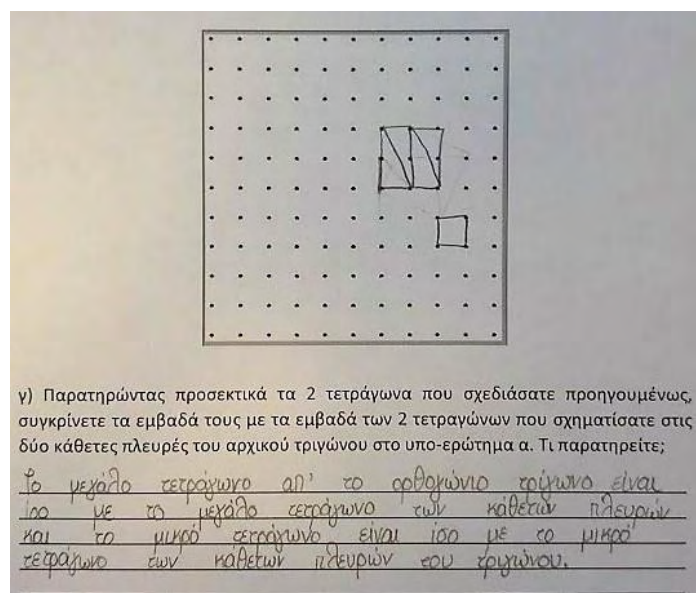 γ) Παρατηρώντας προσεκτικά τα 2 τετράγωνα που σχεδιάσατε προηγουμένως,
συγκρίνετε τα εμβαδά τους με τα εμβαδά των 2 τετραγώνων που σχηματίσατε στις
δύο κάθετες πλευρές του αρχικού τριγώνου στο υπο-ερώτημα α. Τι παρατηρείτε;
Το μεγάλο τετράγωνο απ' το ορθογώνιο τρίγωνο είναι
ίσο με το μεγάλο τετράγωνο των κάθετων πλευρών
και το μικρό τετράγωνο είναι ίσο με το μικρό
τετράγωνο των κάθετων πλευρών του τριγώνου.